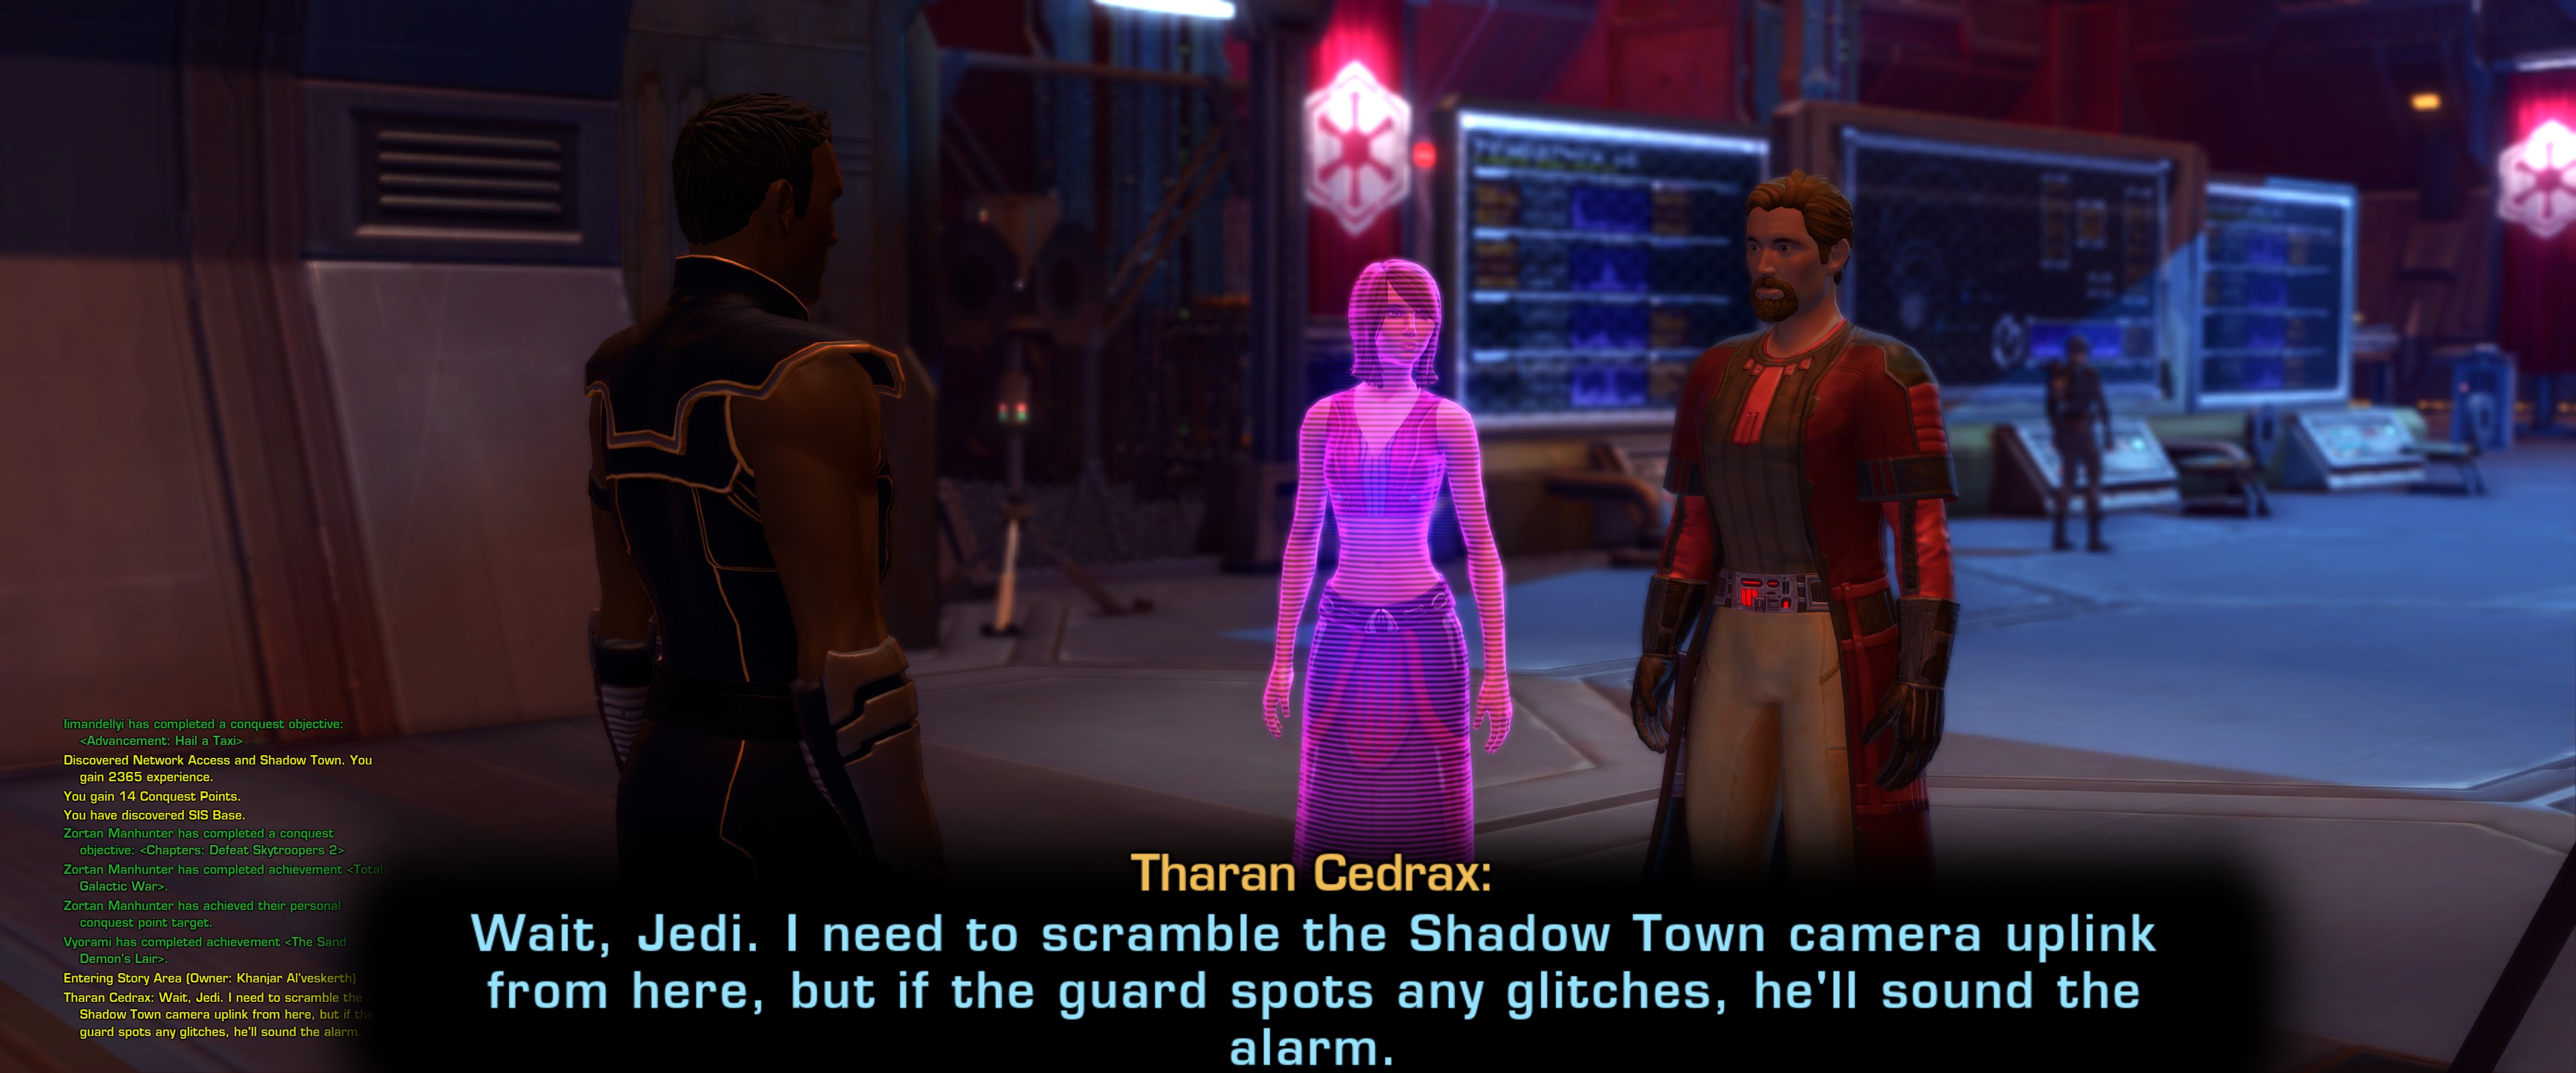 Iimandellyi has completed a conquest objective:
<Advancement: Hail a Taxi>
Discovered Network Access and Shadow Town. You
gain 2365 experience.
You gain 14 Conquest Points.
You have discovered SIS Base.
Zortan Manhunter has completed a conquest
objective: <Chapters: Defeat Skytroopers 2>
Zortan Manhunter has completed achievement <Total
Galactic War>.
Zortan Manhunter has achieved their personal
conquest point target.
Vyorami has completed achievement <The Sand
Demon's Lair>.
Entering Story Area (Owner: Khanjar Al'veskerth)
Tharan Cedrax: Wait, Jedi. I need to scramble the
Shadow Town camera uplink from here, but if the
guard spots any glitches, he'll sound the alarm.
Tharan Cedrax:
Wait, Jedi. I need to scramble the Shadow Town camera uplink
from here, but if the guard spots any glitches, he'll sound the
alarm.